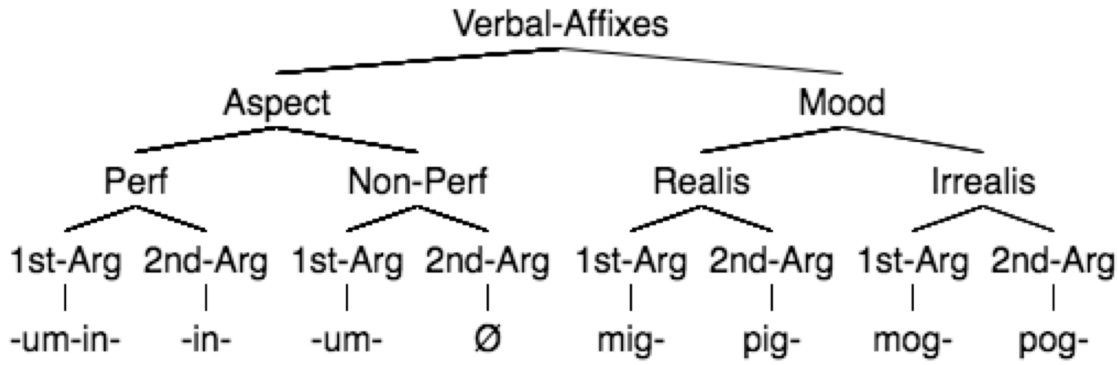 Verbal-Affixes
Aspect Mood
Perf Non-Perf Realis Irrealis
1st-Arg 2nd-Arg 1st-Arg 2nd-Arg 1st-Arg 2nd-Arg 1st-Arg 2nd-Arg
-um-in- -in- -um- Ø mig- pig- mog- pog-